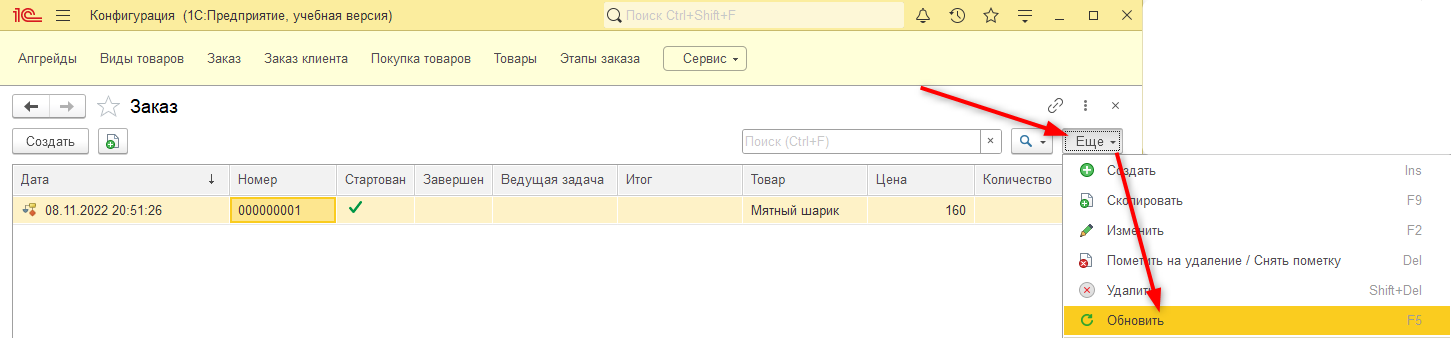 1С Конфигурация (1С:Предприятие, учебная версия) Поиск Ctrl+Shift+F
Апгрейды Виды товаров Заказ Заказ клиента Покупка товаров Товары Этапы заказа Сервис
Заказ
Создать Поиск (Ctrl+F) Еще
Дата Номер Стартован Завершен Ведущая задача Итог Товар Цена Количество
08.11.2022 20:51:26 000000001 Мятный шарик 160
Создать Ins
Скопировать F9
Изменить F2
Пометить на удаление / Снять пометку Del
Удалить Shift+Del
Обновить F5